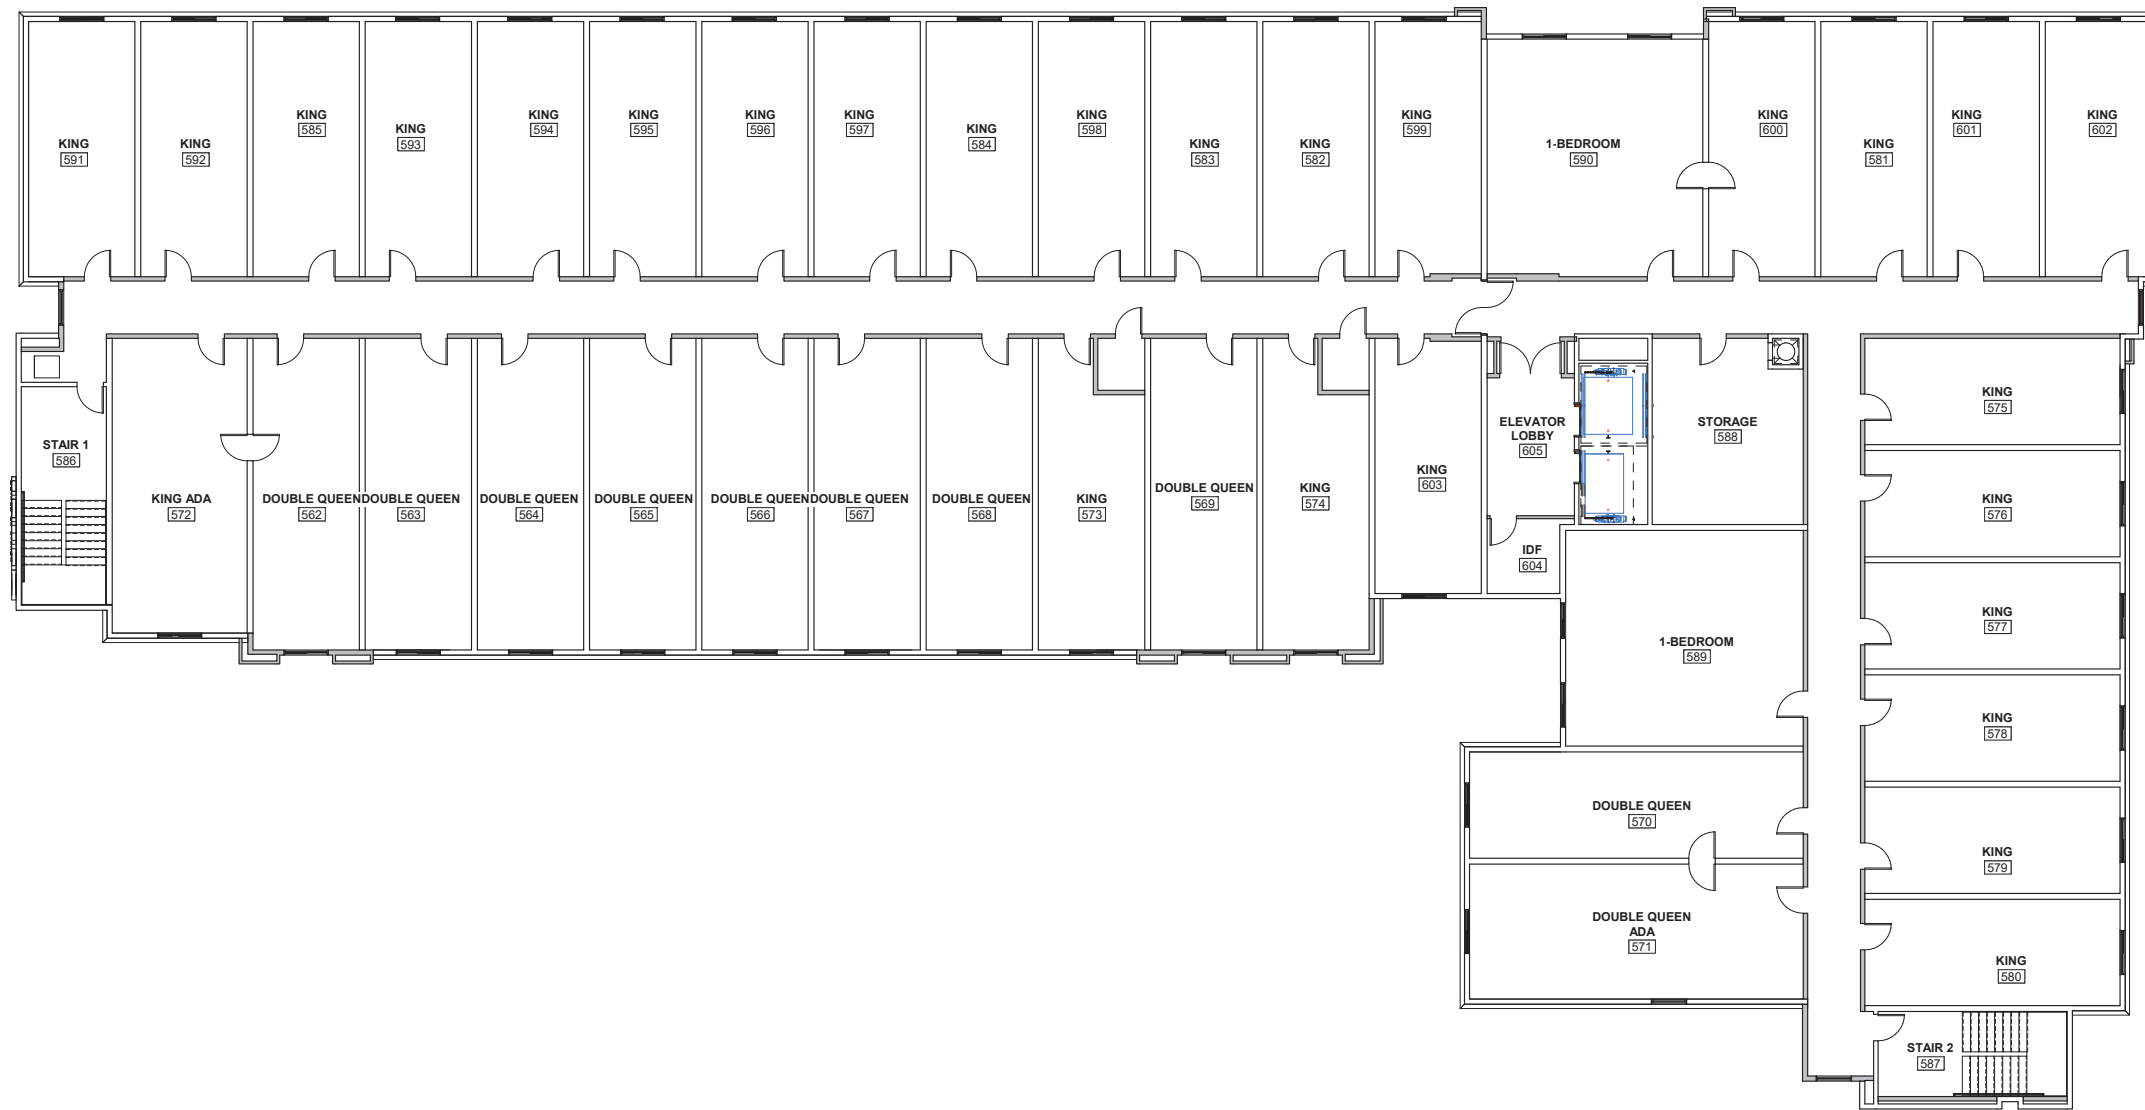 KING
591
KING
592
KING
585
KING
593
KING
594
KING
595
KING
596
KING
597
KING
584
KING
598
KING
583
KING
582
KING
599
1-BEDROOM
590
KING
600
KING
581
KING
601
KING
602
STAIR 1
586
KING ADA
572
DOUBLE QUEEN
562
DOUBLE QUEEN
563
DOUBLE QUEEN
564
DOUBLE QUEEN
565
DOUBLE QUEEN
566
DOUBLE QUEEN
567
DOUBLE QUEEN
568
KING
573
DOUBLE QUEEN
569
KING
574
KING
603
ELEVATOR
LOBBY
605
IDF
604
STORAGE
588
KING
575
KING
576
KING
577
1-BEDROOM
589
KING
578
DOUBLE QUEEN
570
KING
579
DOUBLE QUEEN
ADA
571
KING
580
STAIR 2
587